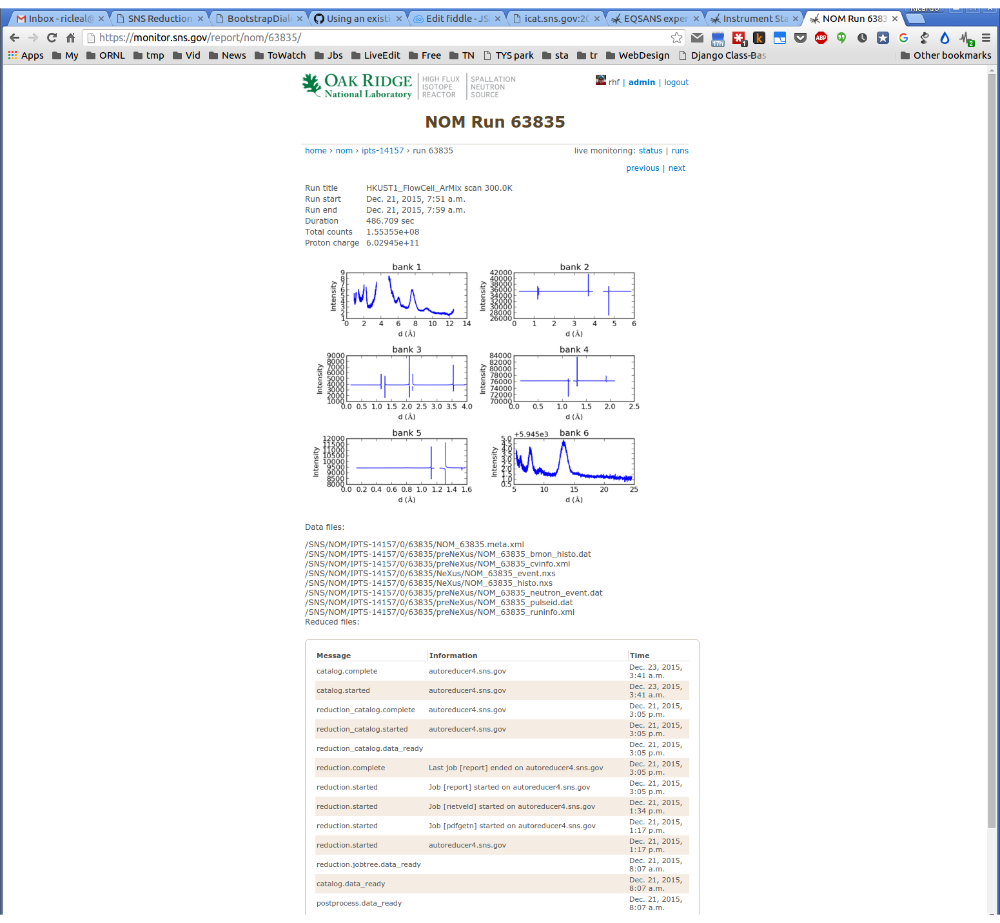 Ricardo
Inbox - ricleal@
SNS Reduction
BootstrapDial
Using an existi
Edit fiddle - JS
icat.sns.gov:2
EQSANS exper
Instrument Sta
NOM Run 6383
https://monitor.sns.gov/report/nom/63835/
17h
1
k
ABP
G
2
Apps My ORNL tmp Vid News ToWatch Jbs LiveEdit Free TN TYS park sta tr WebDesign Django Class-Bas Other bookmarks
OAK RIDGE
National Laboratory
HIGH FLUX
ISOTOPE
REACTOR
SPALLATION
NEUTRON
SOURCE
rhf | admin | logout
NOM Run 63835
home › nom › ipts-14157 › run 63835 live monitoring: status | runs
previous | next
Run title HKUST1_FlowCell_ArMix scan 300.0K
Run start Dec. 21, 2015, 7:51 a.m.
Run end Dec. 21, 2015, 7:59 a.m.
Duration 486.709 sec
Total counts 1.55355e+08
Proton charge 6.02945e+11
bank 1
Intensity
9
8
7
6
5
4
3
2
1
0 2 4 6 8 10 12 14
d (Å)
bank 2
Intensity
42000
40000
38000
36000
34000
32000
30000
28000
26000
0 1 2 3 4 5 6
d (Å)
bank 3
Intensity
9000
8000
7000
6000
5000
4000
3000
2000
1000
0.0 0.5 1.0 1.5 2.0 2.5 3.0 3.5 4.0
d (Å)
bank 4
Intensity
84000
82000
80000
78000
76000
74000
72000
70000
0.0 0.5 1.0 1.5 2.0 2.5
d (Å)
bank 5
Intensity
12000
11500
11000
10500
10000
9500
9000
8500
8000
0.0 0.2 0.4 0.6 0.8 1.0 1.2 1.4 1.6
d (Å)
+5.945e3 bank 6
Intensity
5.0
4.5
4.0
3.5
3.0
2.5
2.0
1.5
1.0
0.5
5 10 15 20 25
d (Å)
Data files:
/SNS/NOM/IPTS-14157/0/63835/NOM_63835.meta.xml
/SNS/NOM/IPTS-14157/0/63835/preNeXus/NOM_63835_bmon_histo.dat
/SNS/NOM/IPTS-14157/0/63835/preNeXus/NOM_63835_cvinfo.xml
/SNS/NOM/IPTS-14157/0/63835/NeXus/NOM_63835_event.nxs
/SNS/NOM/IPTS-14157/0/63835/NeXus/NOM_63835_histo.nxs
/SNS/NOM/IPTS-14157/0/63835/preNeXus/NOM_63835_neutron_event.dat
/SNS/NOM/IPTS-14157/0/63835/preNeXus/NOM_63835_pulseid.dat
/SNS/NOM/IPTS-14157/0/63835/preNeXus/NOM_63835_runinfo.xml
Reduced files:
Message Information Time
catalog.complete autoreducer4.sns.gov Dec. 23, 2015,
3:41 a.m.
catalog.started autoreducer4.sns.gov Dec. 23, 2015,
3:41 a.m.
reduction_catalog.complete autoreducer4.sns.gov Dec. 21, 2015,
3:05 p.m.
reduction_catalog.started autoreducer4.sns.gov Dec. 21, 2015,
3:05 p.m.
reduction_catalog.data_ready Dec. 21, 2015,
3:05 p.m.
reduction.complete Last job [report] ended on autoreducer4.sns.gov Dec. 21, 2015,
3:05 p.m.
reduction.started Job [report] started on autoreducer4.sns.gov Dec. 21, 2015,
3:05 p.m.
reduction.started Job [rietveld] started on autoreducer4.sns.gov Dec. 21, 2015,
1:34 p.m.
reduction.started Job [pdfgetn] started on autoreducer4.sns.gov Dec. 21, 2015,
1:17 p.m.
reduction.started autoreducer4.sns.gov Dec. 21, 2015,
1:17 p.m.
reduction.jobtree.data_ready Dec. 21, 2015,
8:07 a.m.
catalog.data_ready Dec. 21, 2015,
8:07 a.m.
postprocess.data_ready Dec. 21, 2015,
8:07 a.m.